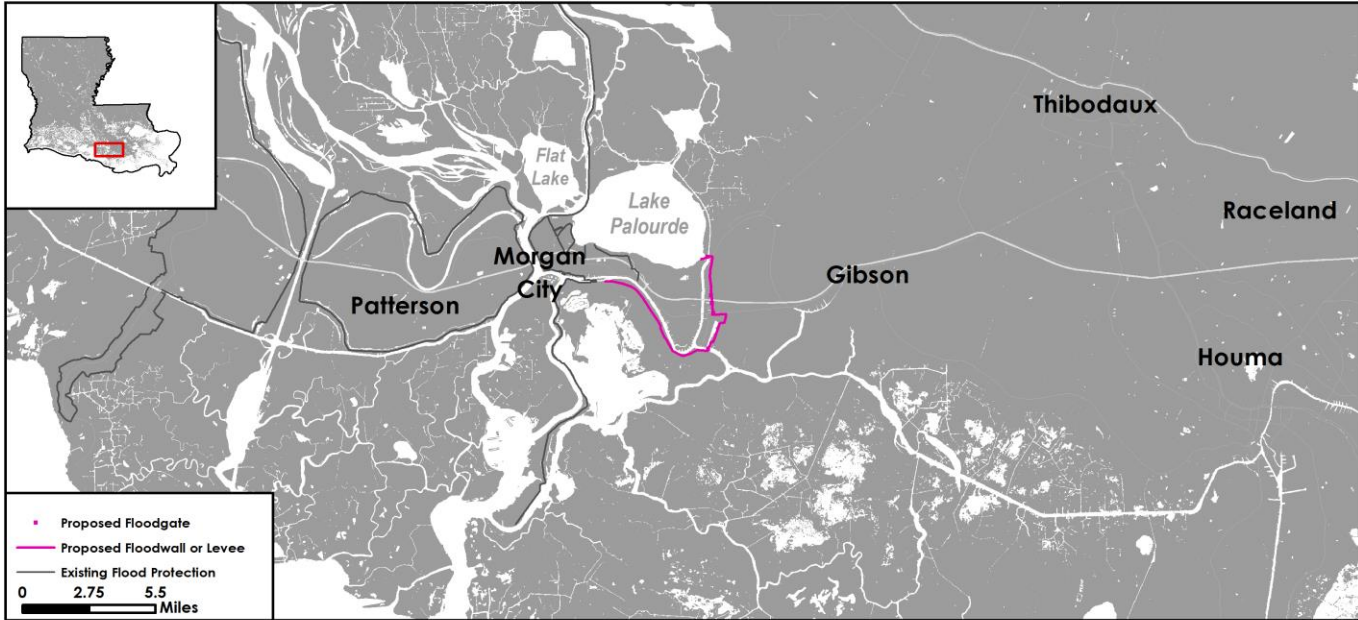 Thibodaux
Flat
Lake
Lake
Palourde
Raceland
Morgan
City
Gibson
Patterson
Houma
Proposed Floodgate
Proposed Floodwall or Levee
Existing Flood Protection
0 2.75 5.5
Miles